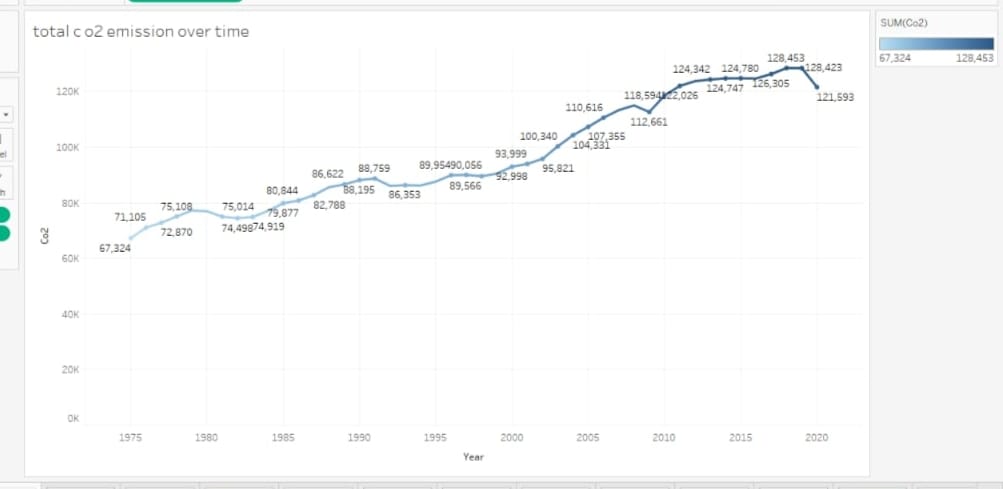 total c o2 emission over time
SUM(Co2)
67,324 128,453
120K
100K
80K
60K
40K
20K
0K
Co2
67,324
71,105
72,870
75,108
75,014
74,498
74,919
79,877
80,844
82,788
86,622
88,195
88,759
86,353
89,954
90,056
89,566
93,999
92,998
95,821
100,340
104,331
107,355
110,616
118,594
112,661
122,026
124,342
124,747
124,780
126,305
128,453
128,423
121,593
1975 1980 1985 1990 1995 2000 2005 2010 2015 2020
Year